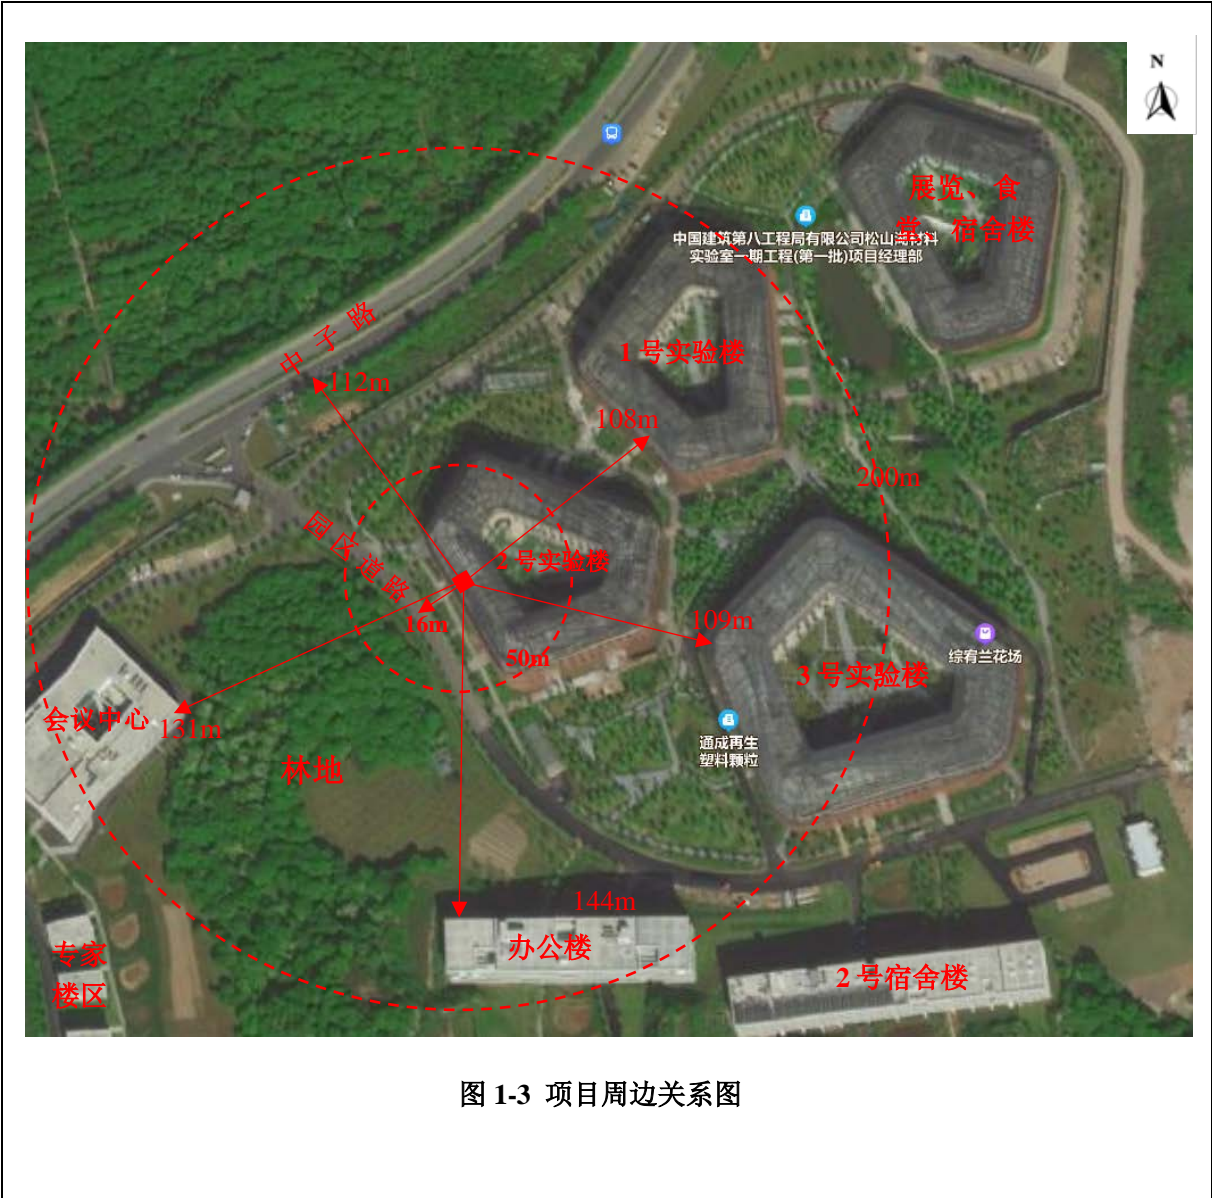 N
展览、食
堂、宿舍楼
中国建筑第八工程局有限公司松山湖材料
实验室一期工程(第一批)项目经理部
中子路
112m
1号实验楼
108m
200m
园区道路
2号实验楼
16m
50m
109m
综宥兰花场
3号实验楼
会议中心
131m
通成再生
塑料颗粒
林地
144m
办公楼
专家
楼区
2号宿舍楼
图 1-3 项目周边关系图